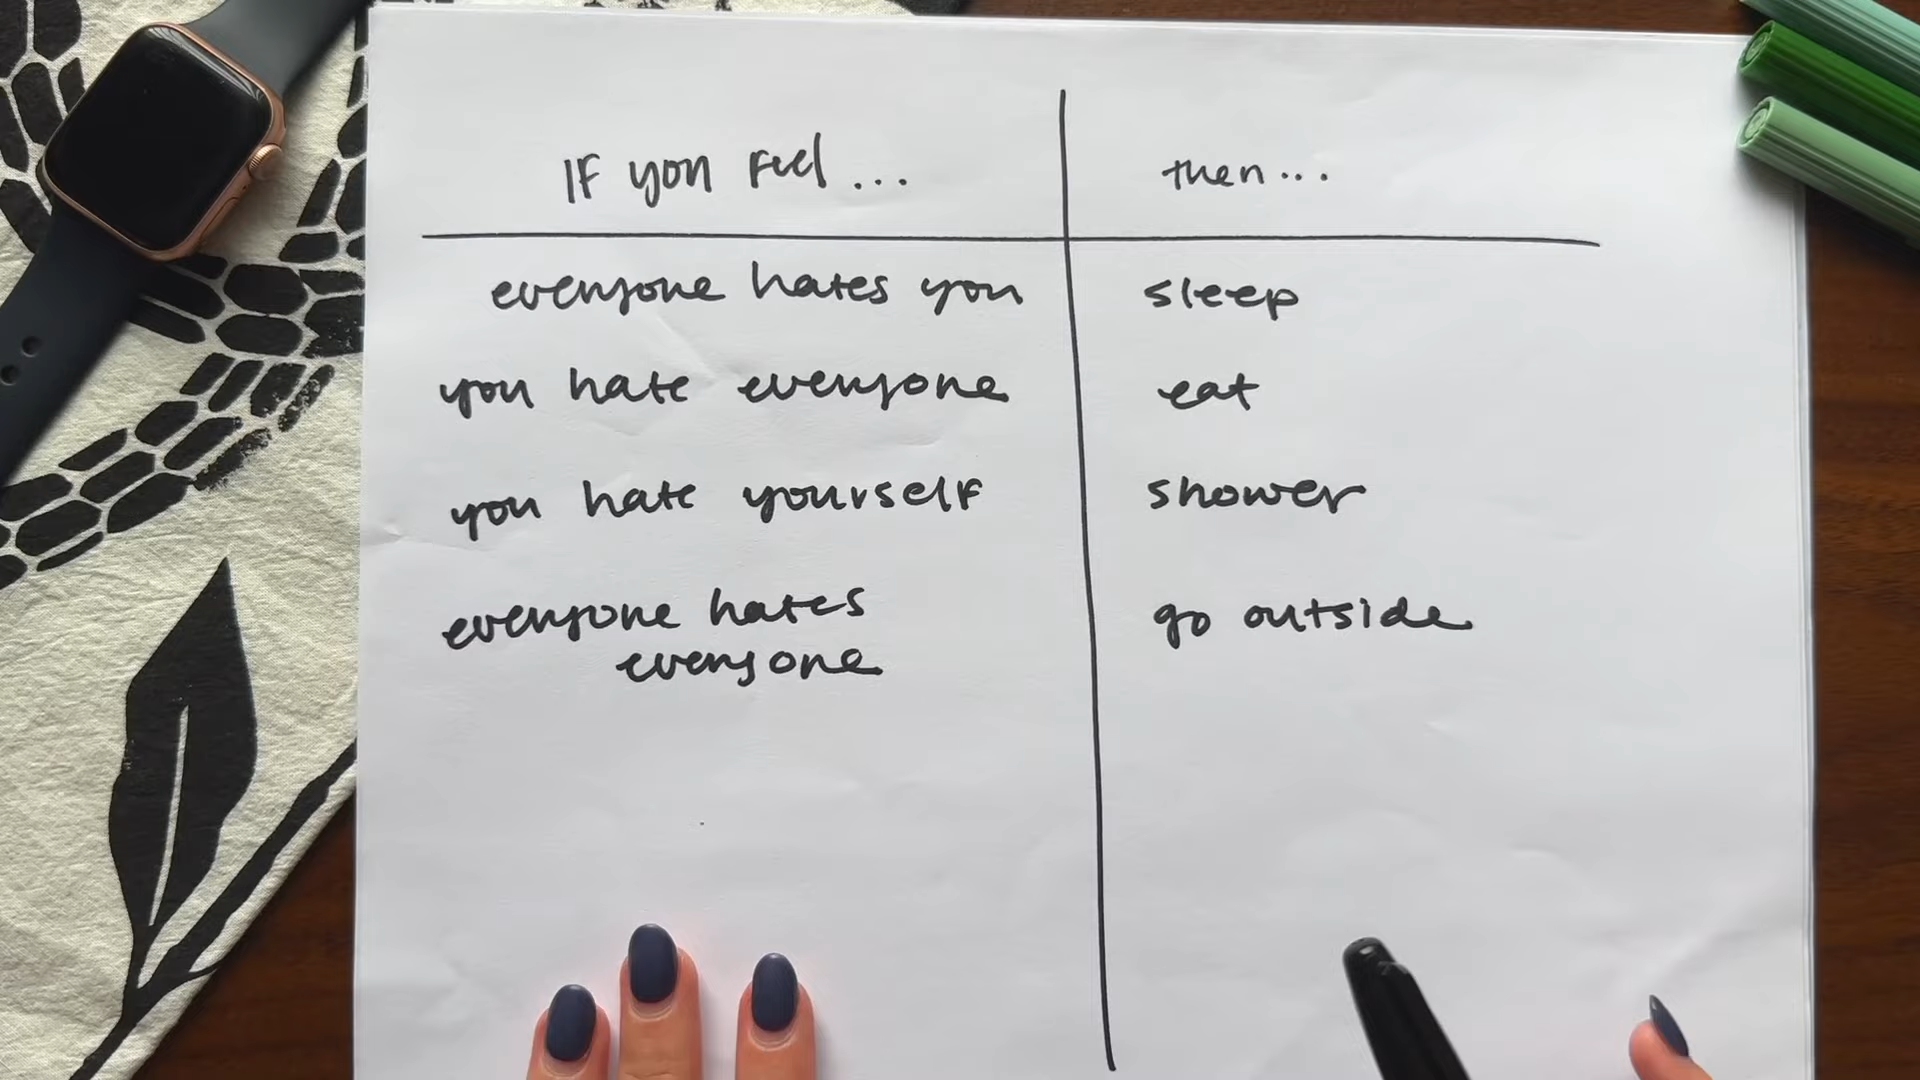 IF you Feel... then...
everyone hates you sleep
you hate everyone eat
you hate yourself shower
everyone hates go outside
everyone